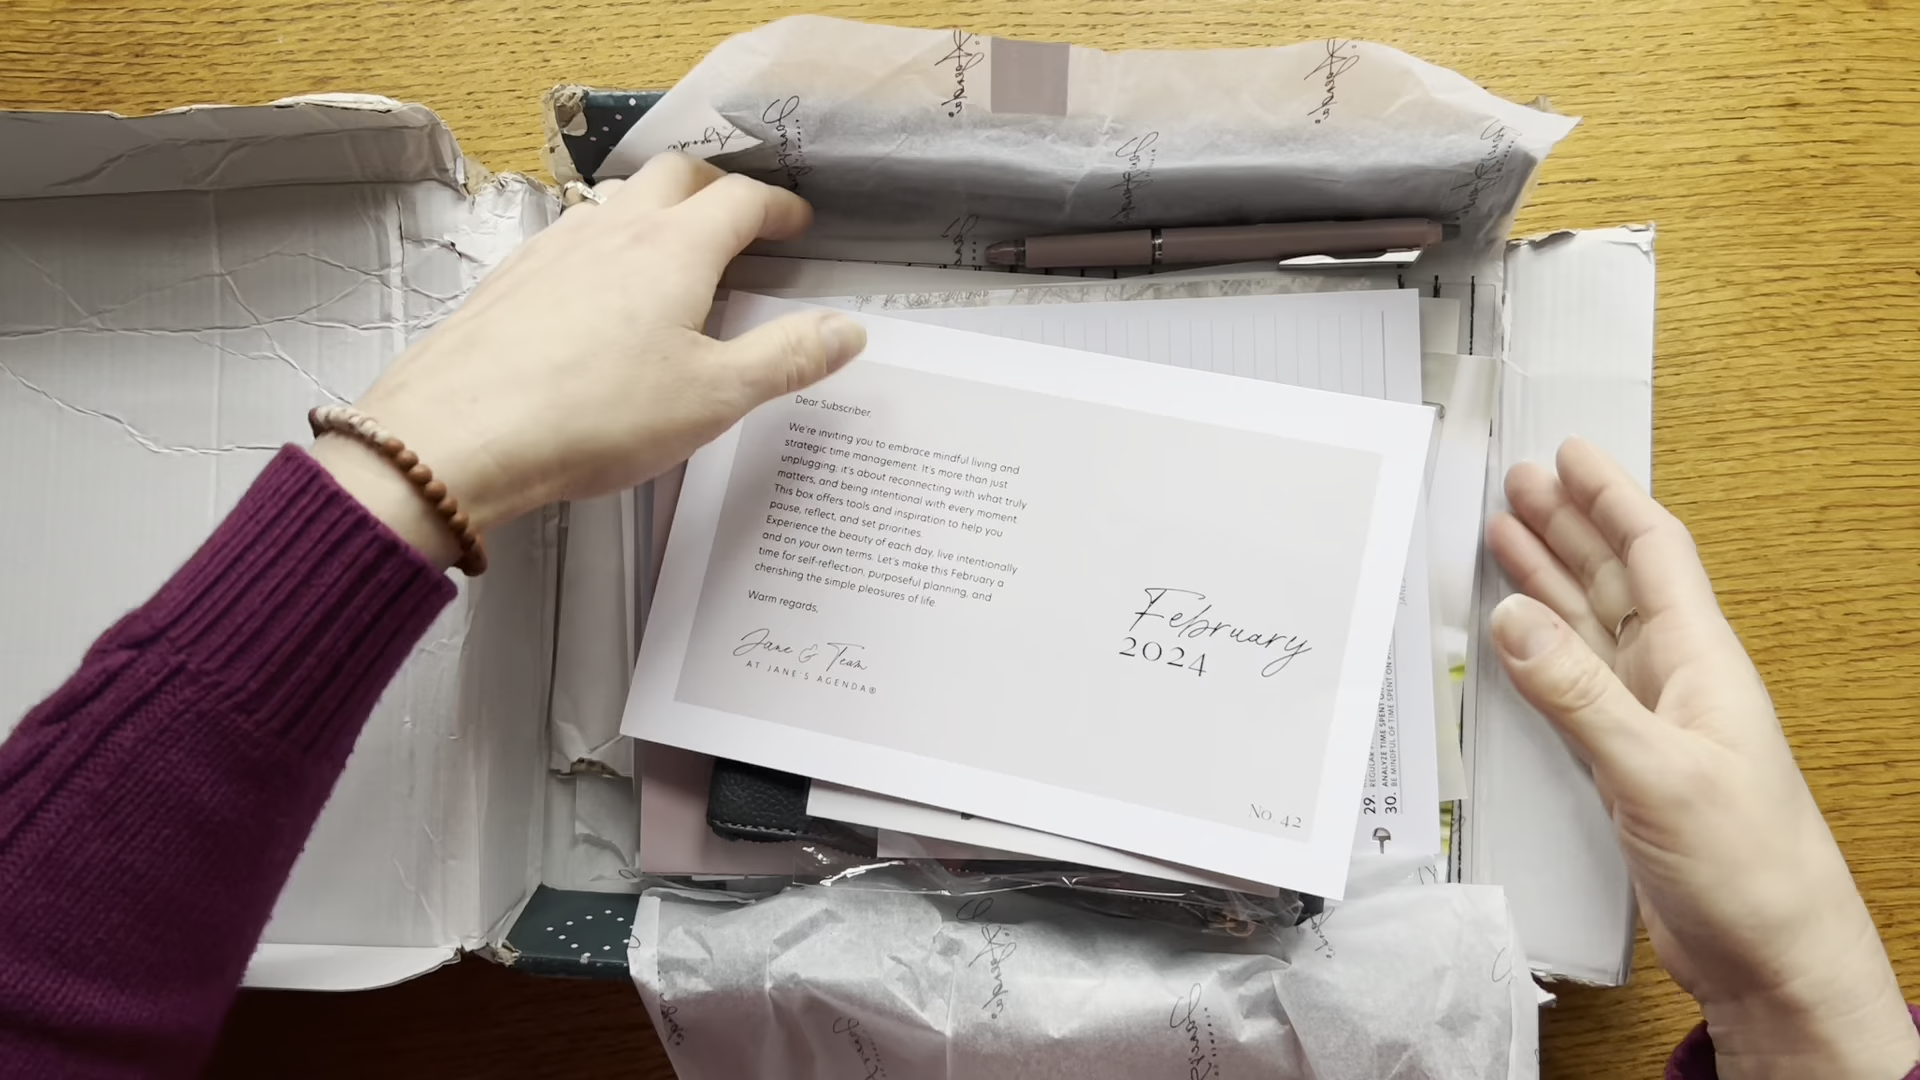 Dear Subscriber,
We're inviting you to embrace mindful living and
strategic time management. It's more than just
unplugging; it's about reconnecting with what truly
matters, and being intentional with every moment.
This box offers tools and inspiration to help you
pause, reflect, and set priorities.
Experience the beauty of each day, live intentionally
and on your own terms. Let's make this February a
time for self-reflection, purposeful planning, and
cherishing the simple pleasures of life.
Warm regards,
Jane & Team
AT JANE'S AGENDA®
February
2024
No. 42
29.
30. ANALYZE TIME SPENT
BE MINDFUL OF TIME SPENT ON
Agenda